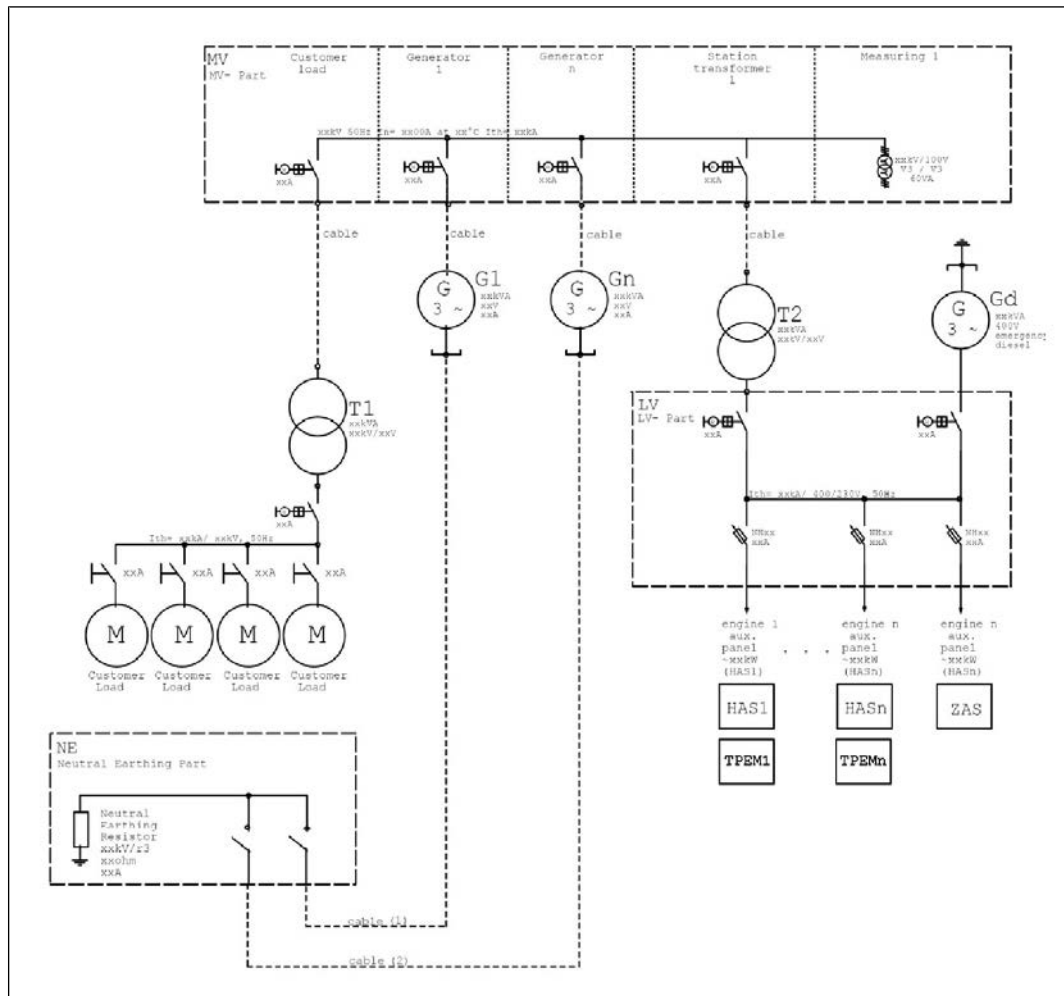 MV
MV- Part
Customer
load
Generator
1
Generator
n
Station
transformer
1
Measuring 1
xxkV 50Hz In= xx00A at xx°C Ith= xxkA
xxA
xxA
xxA
xxA
xxkV/100V
V3 / V3
60VA
cable
cable
cable
cable
G
3 ~
G1
xxkVA
xxV
xxA
G
3 ~
Gn
xxkVA
xxV
xxA
T2
xxkVA
xxkV/xxV
G
3 ~
Gd
xxkVA
400V
emergency
diesel
T1
xxkVA
xxkV/xxV
LV
LV- Part
xxA
xxA
Ith= xxkA/ 400/230V, 50Hz
NHxx
xxA
NHxx
xxA
NHxx
xxA
xxA
Ith= xxkA/ xxkV, 50Hz
xxA
xxA
xxA
xxA
M
M
M
M
Customer
Load
Customer
Load
Customer
Load
Customer
Load
engine 1
aux.
panel
~xxkW
(HAS1)
. . .
engine n
aux.
panel
~xxkW
(HASn)
engine n
aux.
panel
~xxkW
(HASn)
HAS1
HASn
ZAS
TPEM1
TPEMn
NE
Neutral Earthing Part
Neutral
Earthing
Resistor
xxkV/r3
xxohm
xxA
cable (1)
cable (2)